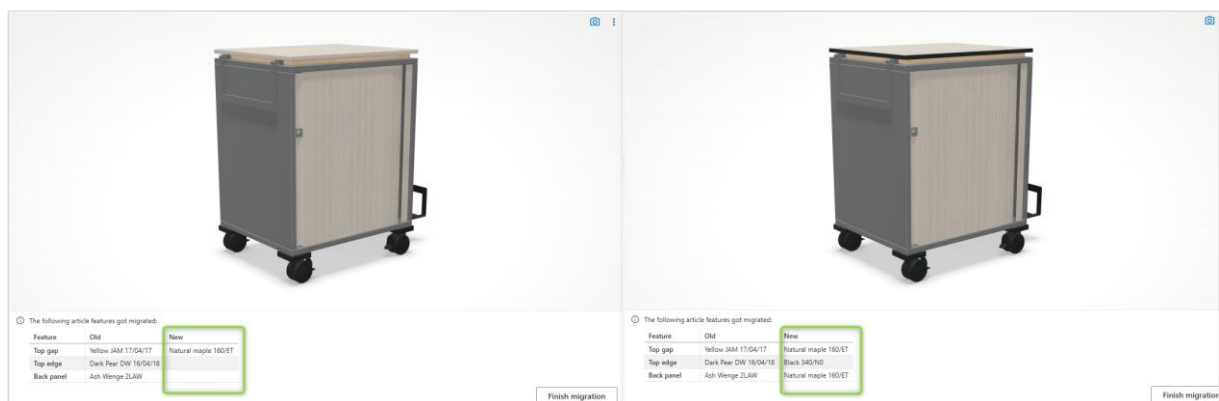 The following article features got migrated:
Feature Old New
Top gap Yellow JAM 17/04/17 Natural maple 160/ET
Top edge Dark Pear DW 16/04/18
Back panel Ash Wenge 2LAW
Finish migration
The following article features got migrated:
Feature Old New
Top gap Yellow JAM 17/04/17 Natural maple 160/ET
Top edge Dark Pear DW 16/04/18 Black 340/N0
Back panel Ash Wenge 2LAW Natural maple 160/ET
Finish migration